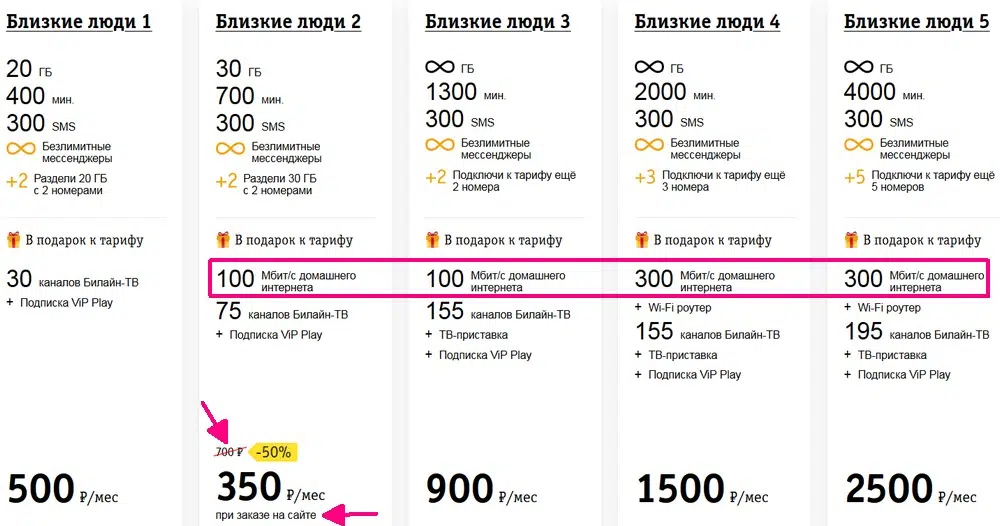 Близкие люди 1
20 ГБ
400 мин.
300 SMS
∞ Безлимитные
мессенджеры
+2 Раздели 20 ГБ
с 2 номерами
В подарок к тарифу
30 каналов Билайн-ТВ
+ Подписка ViP Play
500 ₽/мес
Близкие люди 2
30 ГБ
700 мин.
300 SMS
∞ Безлимитные
мессенджеры
+2 Раздели 30 ГБ
с 2 номерами
В подарок к тарифу
100 Мбит/с домашнего
интернета
75 каналов Билайн-ТВ
+ Подписка ViP Play
700 ₽ -50%
350 ₽/мес
при заказе на сайте
Близкие люди 3
∞ ГБ
1300 мин.
300 SMS
∞ Безлимитные
мессенджеры
+2 Подключи к тарифу ещё
2 номера
В подарок к тарифу
100 Мбит/с домашнего
интернета
155 каналов Билайн-ТВ
+ ТВ-приставка
+ Подписка ViP Play
900 ₽/мес
Близкие люди 4
∞ ГБ
2000 мин.
300 SMS
∞ Безлимитные
мессенджеры
+3 Подключи к тарифу ещё
3 номера
В подарок к тарифу
300 Мбит/с домашнего
интернета
+ Wi-Fi роутер
155 каналов Билайн-ТВ
+ ТВ-приставка
+ Подписка ViP Play
1500 ₽/мес
Близкие люди 5
∞ ГБ
4000 мин.
300 SMS
∞ Безлимитные
мессенджеры
+5 Подключи к тарифу ещё
5 номеров
В подарок к тарифу
300 Мбит/с домашнего
интернета
+ Wi-Fi роутер
195 каналов Билайн-ТВ
+ ТВ-приставка
+ Подписка ViP Play
2500 ₽/мес